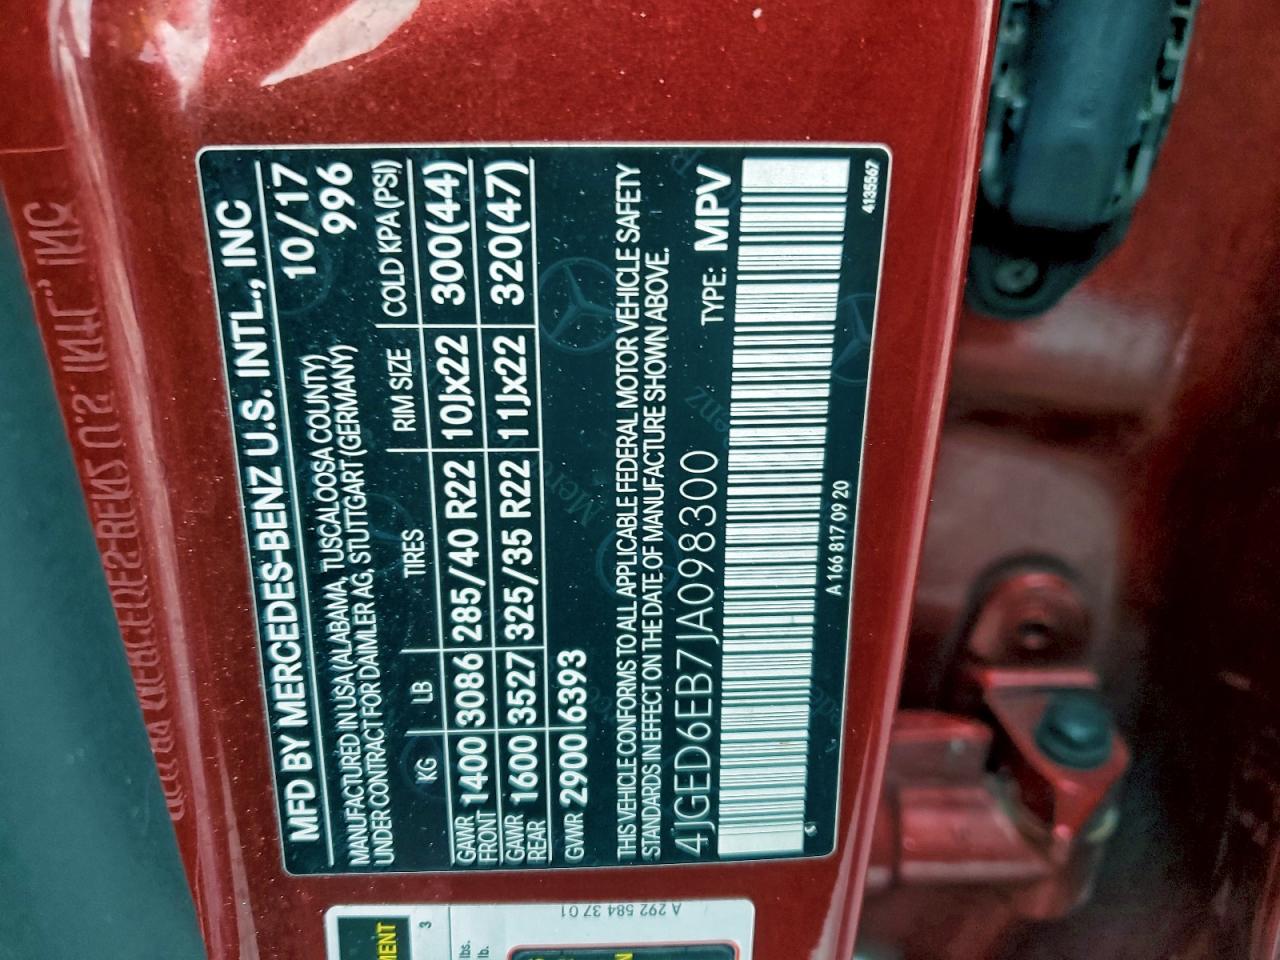 MFD BY MERCEDES-BENZ U.S. INTL., INC
MANUFACTURED IN USA (ALABAMA, TUSCALOOSA COUNTY) 10/17
UNDER CONTRACT FOR DAIMLER AG, STUTTGART (GERMANY) 996
KG LB TIRES RIM SIZE COLD KPA (PSI)
GAWR FRONT 1400 3086 285/40 R22 10Jx22 300(44)
GAWR REAR 1600 3527 325/35 R22 11Jx22 320(47)
GVWR 2900 6393
THIS VEHICLE CONFORMS TO ALL APPLICABLE FEDERAL MOTOR VEHICLE SAFETY
STANDARDS IN EFFECT ON THE DATE OF MANUFACTURE SHOWN ABOVE.
4JGED6EB7JA098300 TYPE: MPV
A 166 817 09 20 4135567
A 292 584 37 01
3
lbs.
lb.